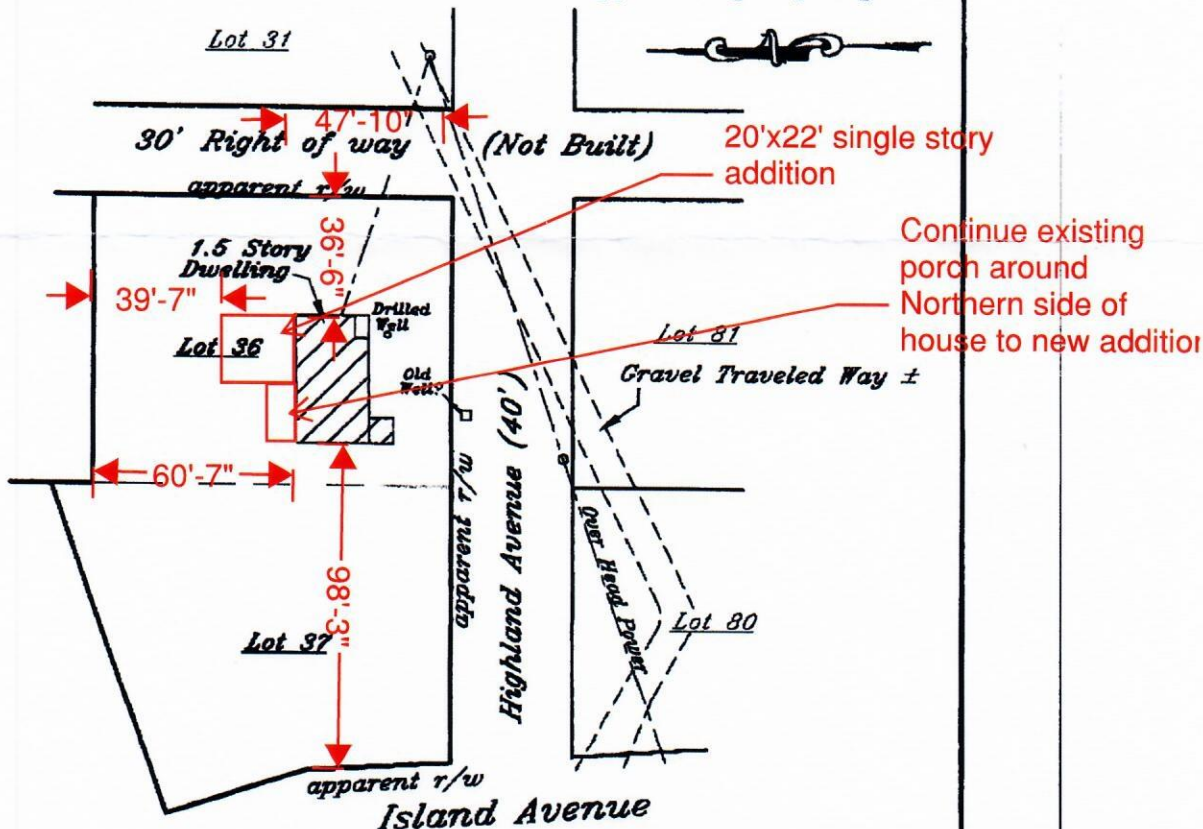 Lot 31
47'-10"
30' Right of way (Not Built)
20'x22' single story
addition
apparent r/w
36'-6"
1.5 Story
Dwelling
Continue existing
porch around
Northern side of
house to new addition
39'-7"
Drilled
Well
Lot 36
Lot 81
Old
Well?
Gravel Traveled Way ±
Highland Avenue (40')
60'-7"
apparent r/w
Over Head Power
98'-3"
Lot 37
Lot 80
apparent r/w
Island Avenue